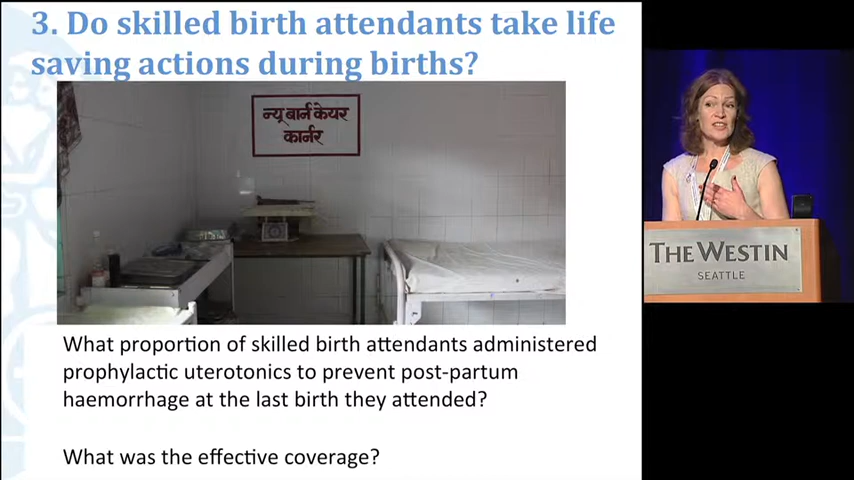 3. Do skilled birth attendants take life
saving actions during births?
न्यू बार्न केयर
कार्नर
What proportion of skilled birth attendants administered
prophylactic uterotonics to prevent post-partum
haemorrhage at the last birth they attended?
What was the effective coverage?
THE WESTIN
SEATTLE